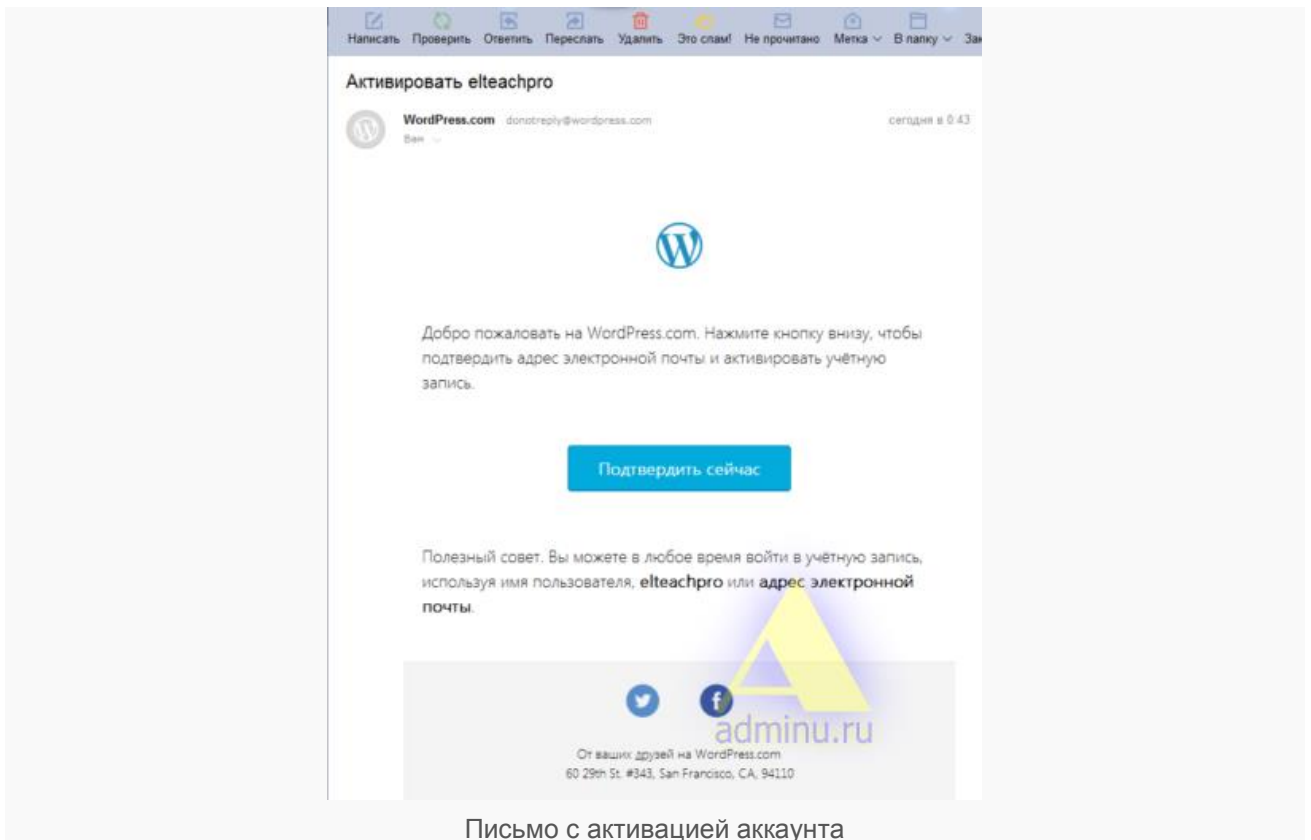 Написать Проверить Ответить Переслать Удалить Это спам! Не прочитано Метка В папку Зак
Активировать elteachpro
WordPress.com donotreply@wordpress.com сегодня в 0:43
Вам
Добро пожаловать на WordPress.com. Нажмите кнопку внизу, чтобы
подтвердить адрес электронной почты и активировать учётную
запись.
Подтвердить сейчас
Полезный совет. Вы можете в любое время войти в учётную запись,
используя имя пользователя, elteachpro или адрес электронной
почты.
adminu.ru
От ваших друзей на WordPress.com
60 29th St. #343, San Francisco, CA, 94110
Письмо с активацией аккаунта